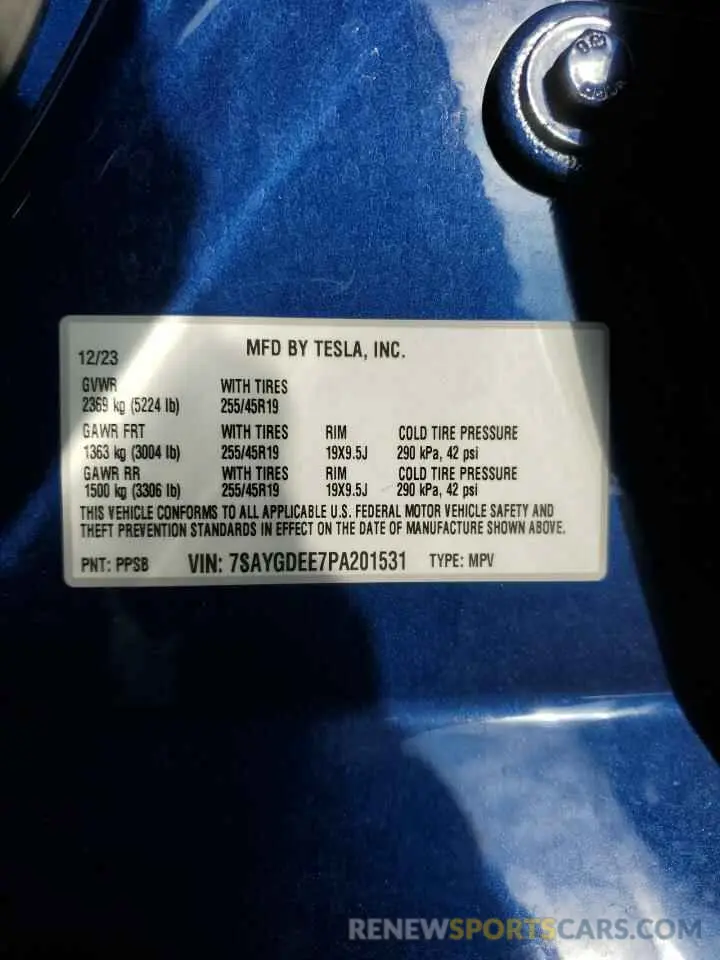 MFD BY TESLA, INC.
12/23
GVWR WITH TIRES
2369 kg (5224 lb) 255/45R19
GAWR FRT WITH TIRES RIM COLD TIRE PRESSURE
1363 kg (3004 lb) 255/45R19 19X9.5J 290 kPa, 42 psi
GAWR RR WITH TIRES RIM COLD TIRE PRESSURE
1500 kg (3306 lb) 255/45R19 19X9.5J 290 kPa, 42 psi
THIS VEHICLE CONFORMS TO ALL APPLICABLE U.S. FEDERAL MOTOR VEHICLE SAFETY AND
THEFT PREVENTION STANDARDS IN EFFECT ON THE DATE OF MANUFACTURE SHOWN ABOVE.
PNT: PPSB VIN: 7SAYGDEE7PA201531 TYPE: MPV
RENEWSPORTSCARS.COM